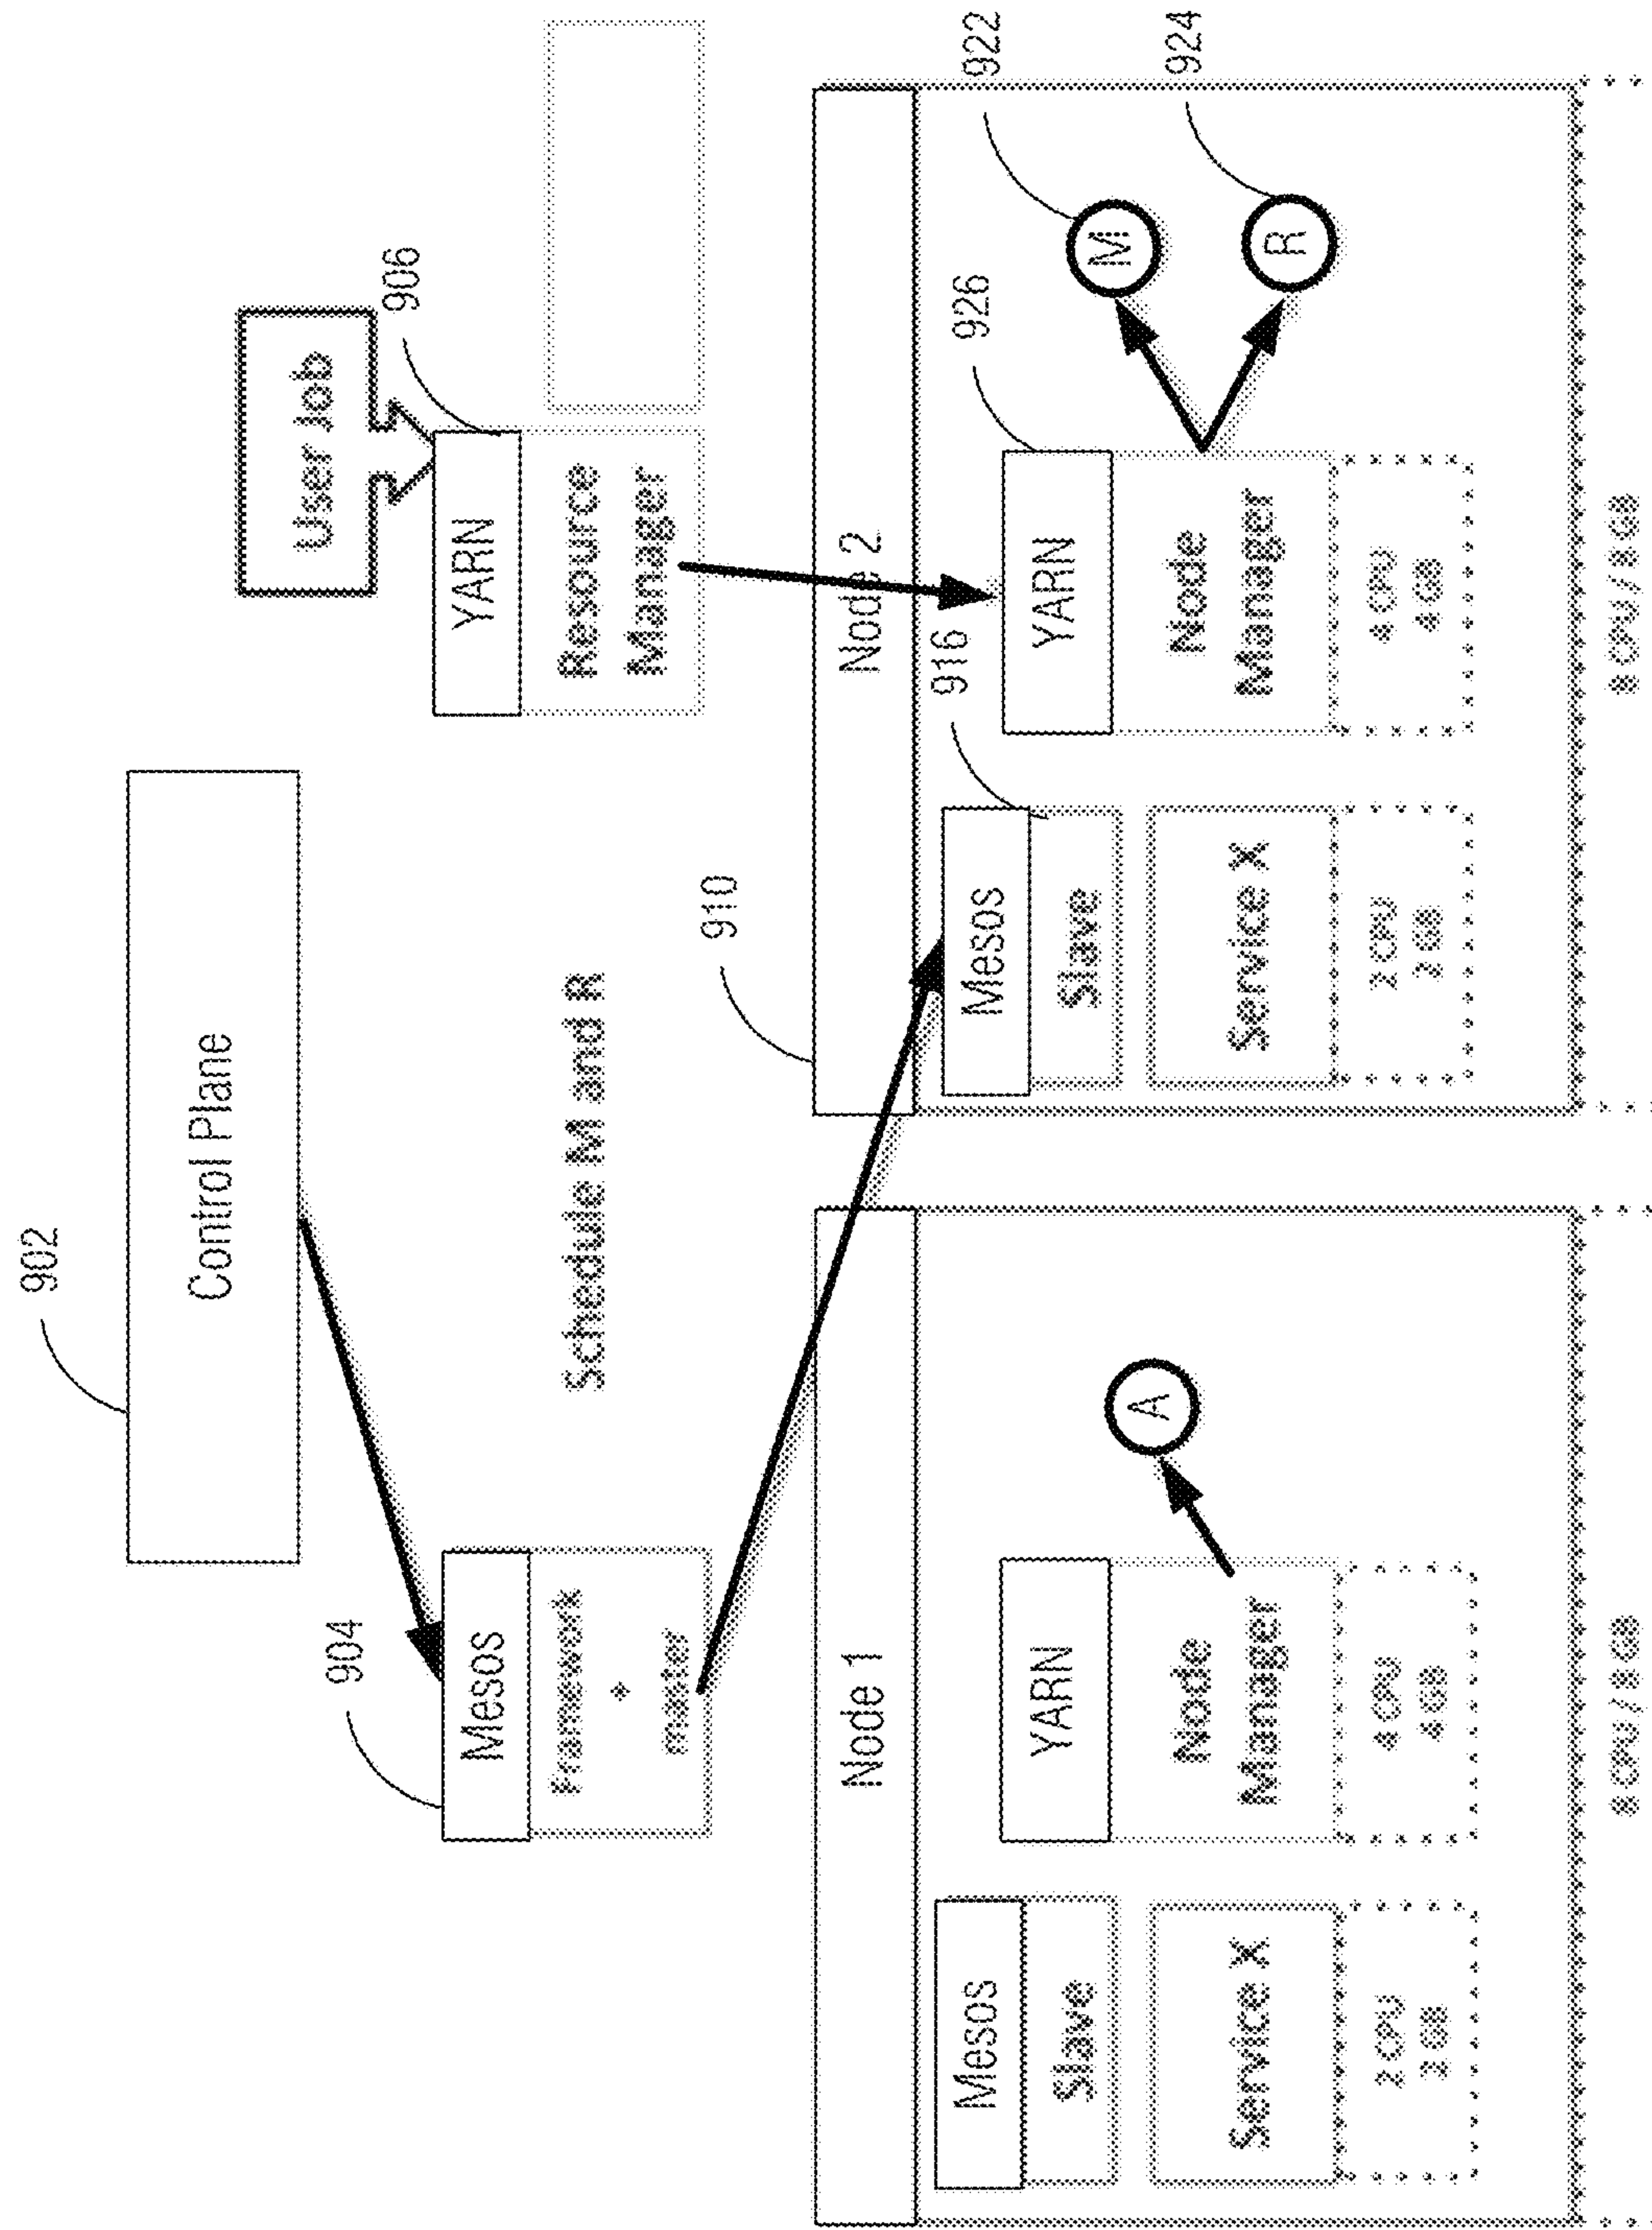 902
Control Plane
User Job
904
906
Mesos
Framework
+
master
Schedule M and R
YARN
Resource
Manager
910
Node 1
Mesos
Slave
Service X
2 CPU
2 GB
YARN
Node
Manager
4 CPU
4 GB
A
8 CPU / 8 GB
Node 2
916
Mesos
Slave
Service X
2 CPU
2 GB
926
YARN
Node
Manager
4 CPU
4 GB
922
M
924
R
8 CPU / 8 GB